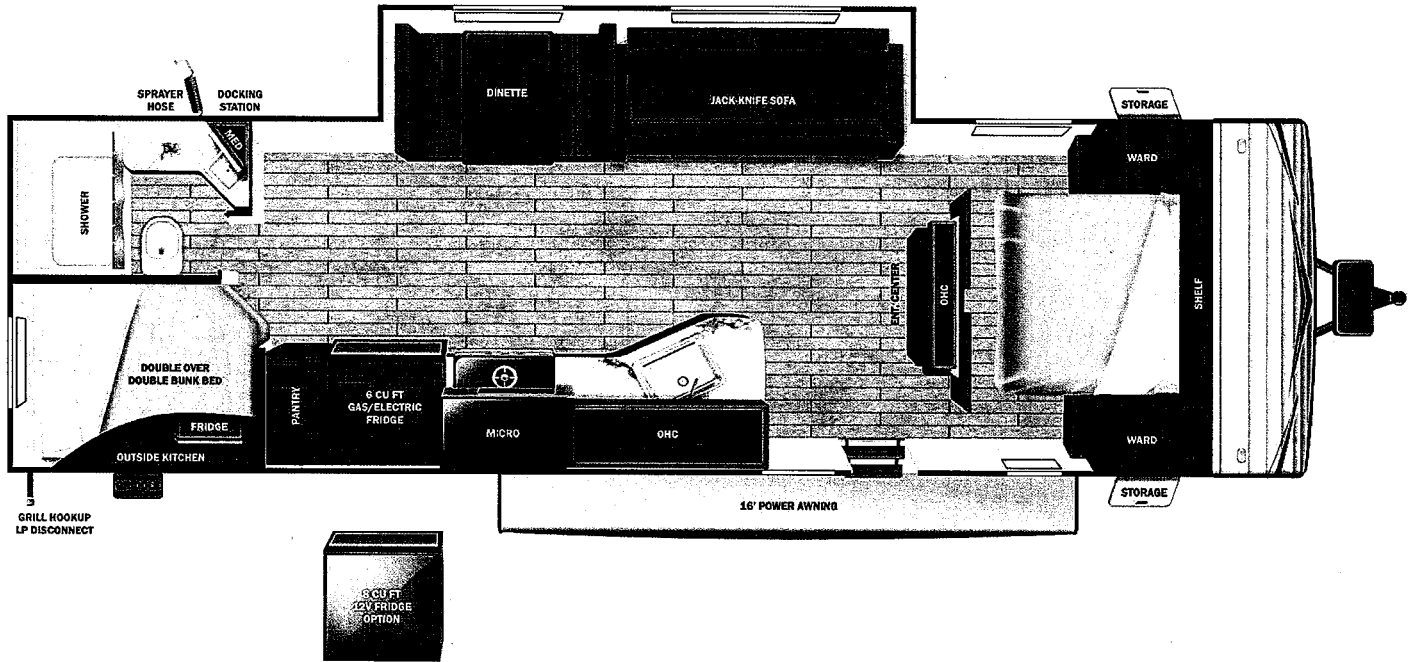 SPRAYER
HOSE
DOCKING
STATION
MED
SHOWER
DINETTE
JACK-KNIFE SOFA
STORAGE
WARD
ENT. CENTER
OHC
SHELF
DOUBLE OVER
DOUBLE BUNK BED
FRIDGE
OUTSIDE KITCHEN
PANTRY
6 CU FT
GAS/ELECTRIC
FRIDGE
MICRO
OHC
WARD
STORAGE
GRILL HOOKUP
LP DISCONNECT
16' POWER AWNING
8 CU FT
12V FRIDGE
OPTION